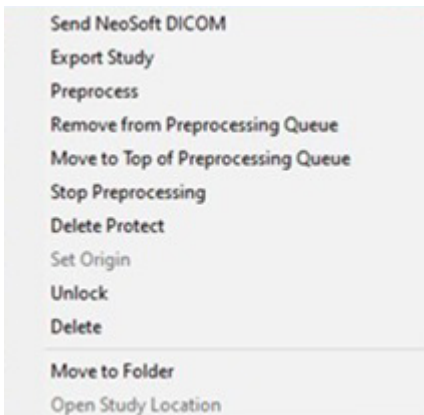 Send NeoSoft DICOM
Export Study
Preprocess
Remove from Preprocessing Queue
Move to Top of Preprocessing Queue
Stop Preprocessing
Delete Protect
Set Origin
Unlock
Delete
Move to Folder
Open Study Location